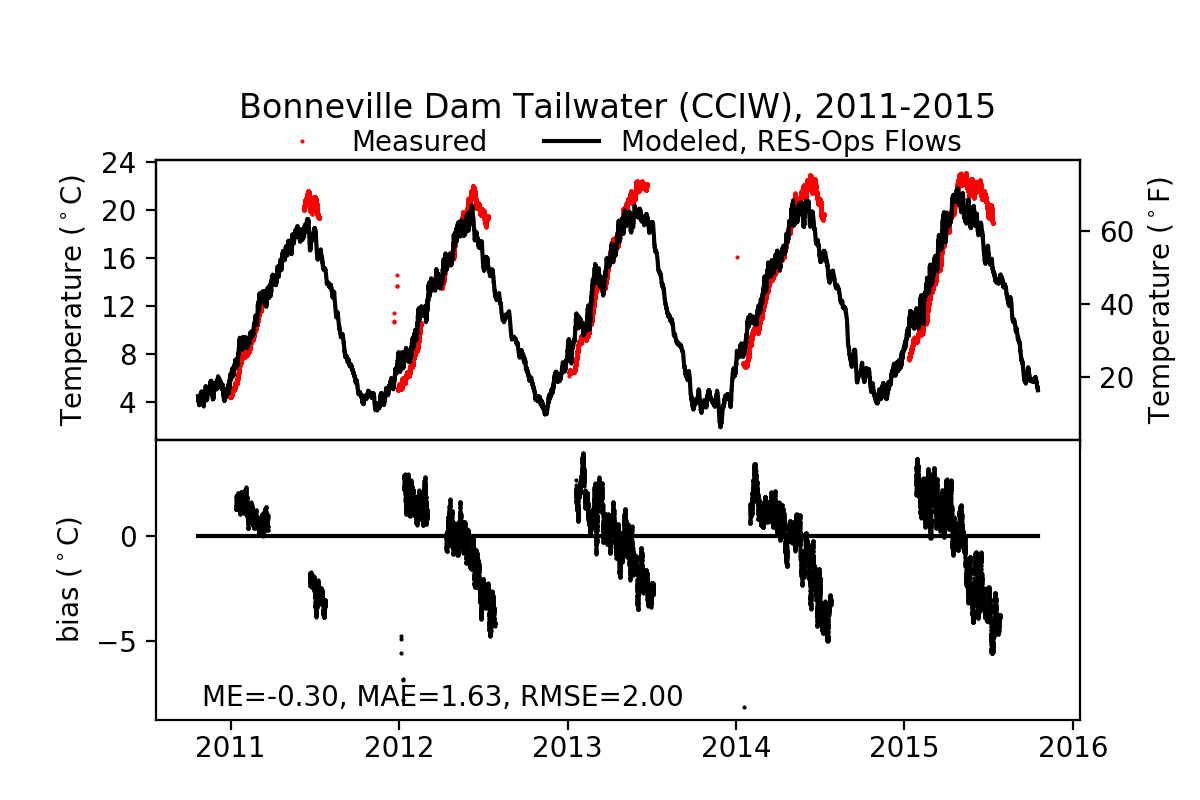 Bonneville Dam Tailwater (CCIW), 2011-2015
Measured
Modeled, RES-Ops Flows
24
20
16
12
8
4
Temperature (°C)
60
40
20
Temperature (°F)
0
−5
bias (°C)
ME=-0.30, MAE=1.63, RMSE=2.00
2011 2012 2013 2014 2015 2016